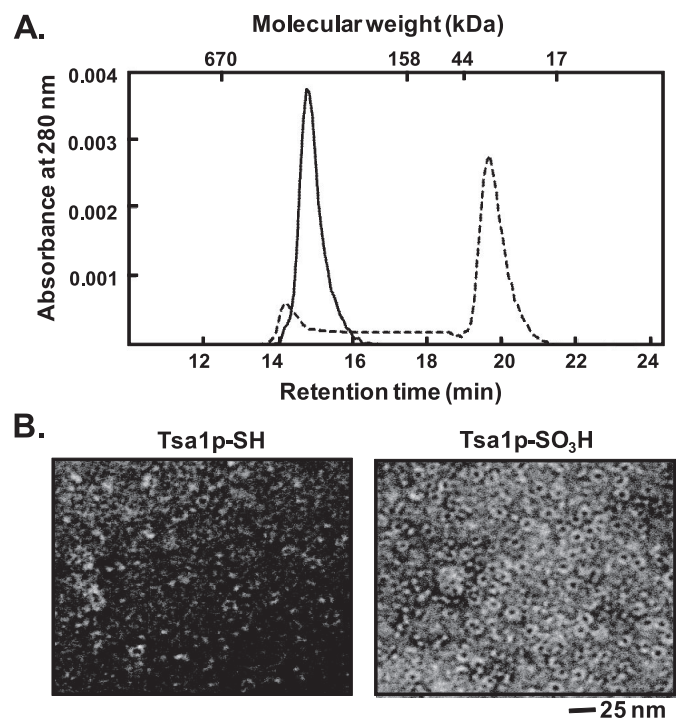 A.
Molecular weight (kDa)
670 158 44 17
Absorbance at 280 nm
0.004
0.003
0.002
0.001
12 14 16 18 20 22 24
Retention time (min)
B.
Tsa1p-SH Tsa1p-SO₃H
25 nm